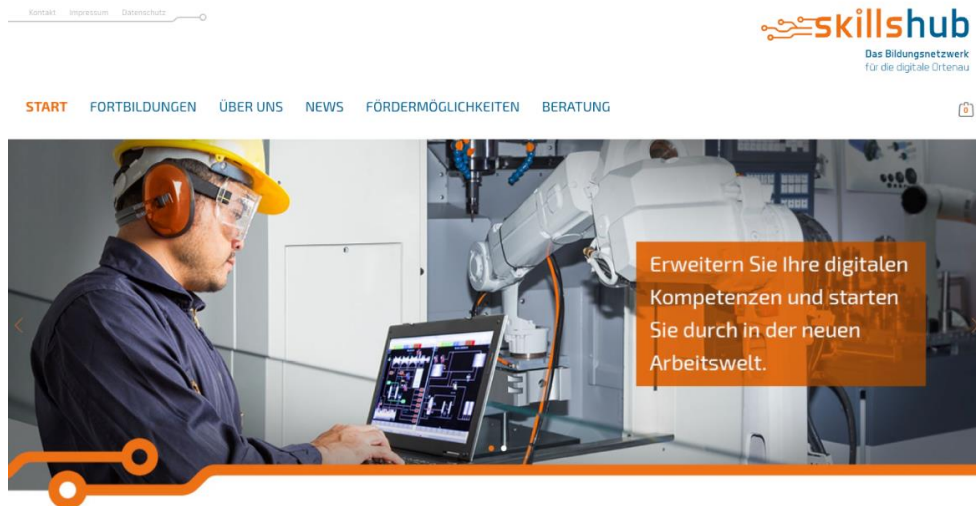 Kontakt Impressum Datenschutz
skillshub
Das Bildungsnetzwerk
für die digitale Ortenau
START FORTBILDUNGEN ÜBER UNS NEWS FÖRDERMÖGLICHKEITEN BERATUNG
0
Erweitern Sie Ihre digitalen
Kompetenzen und starten
Sie durch in der neuen
Arbeitswelt.